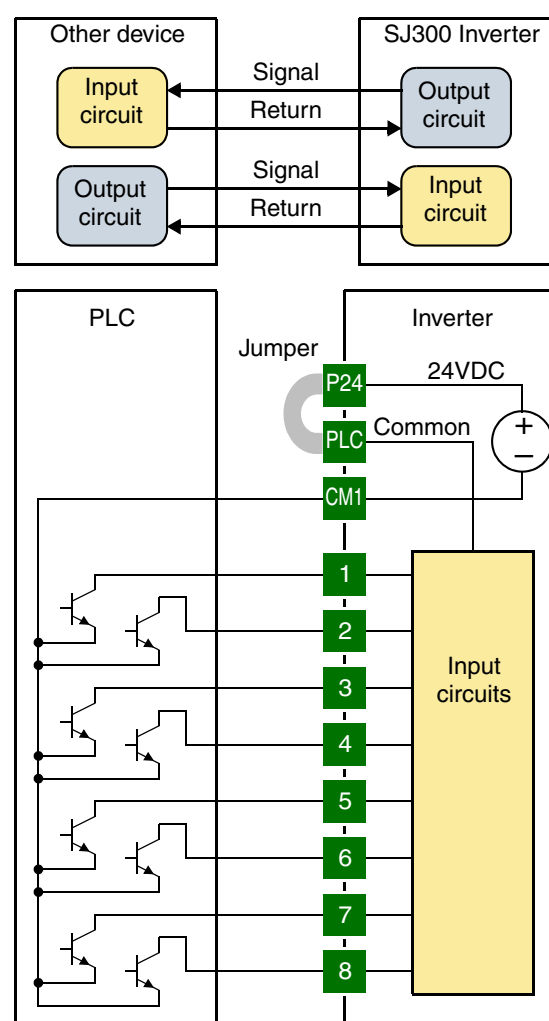 Other device
SJ300 Inverter
Input
circuit
Signal
Return
Output
circuit
Output
circuit
Signal
Return
Input
circuit
PLC
Inverter
Jumper
P24
24VDC
PLC
Common
+
–
CM1
1
2
3
4
5
6
7
8
Input
circuits